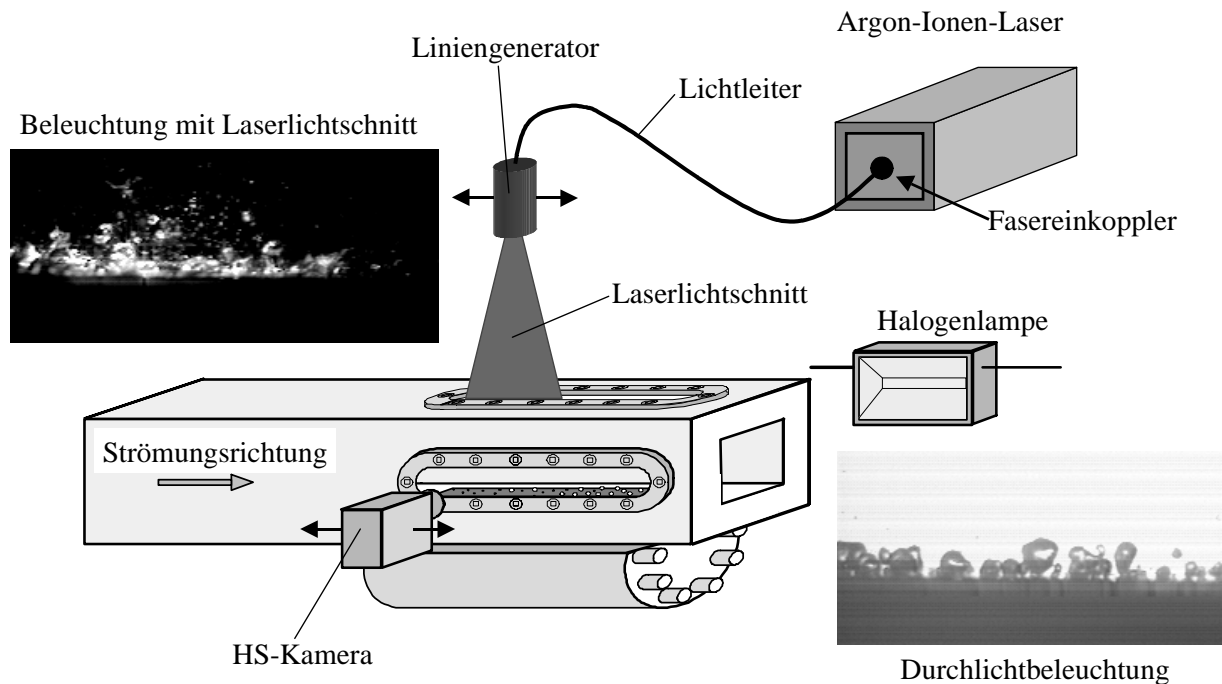 Argon-Ionen-Laser
Liniengenerator
Lichtleiter
Beleuchtung mit Laserlichtschnitt
Fasereinkoppler
Laserlichtschnitt
Halogenlampe
Strömungsrichtung
HS-Kamera
Durchlichtbeleuchtung